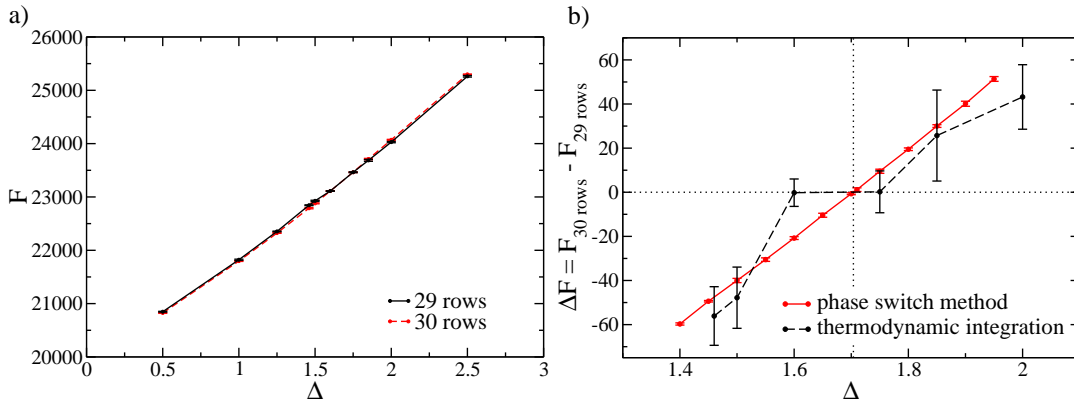 a)
F
26000
25000
24000
23000
22000
21000
20000
0
0.5
1
1.5
2
2.5
3
Δ
29 rows
30 rows
b)
ΔF = F30 rows - F29 rows
60
40
20
0
-20
-40
-60
1.4
1.6
1.8
2
Δ
phase switch method
thermodynamic integration